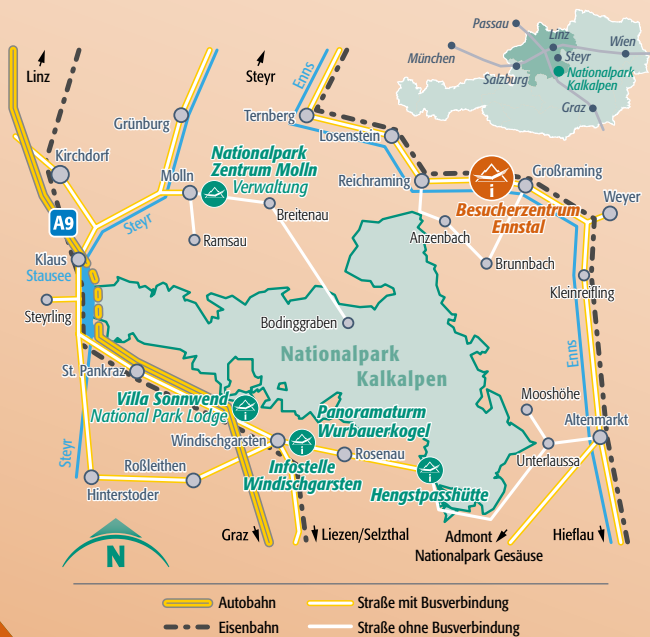 Passau
Linz
Wien
München
Steyr
Salzburg
Nationalpark
Kalkalpen
Graz
Linz
Steyr
Enns
Grünburg
Ternberg
Losenstein
Kirchdorf
Nationalpark
Zentrum Molln
Verwaltung
Molln
Reichraming
Großraming
Weyer
Besucherzentrum
Ennstal
A9
Steyr
Breitenau
Ramsau
Anzenbach
Brunnbach
Klaus
Stausee
Kleinreifling
Steyrling
Bodinggraben
Nationalpark
Kalkalpen
Enns
St. Pankraz
Villa Sonnwend
National Park Lodge
Mooshöhe
Panoramaturm
Wurbauerkogel
Altenmarkt
Windischgarsten
Steyr
Rosenau
Unterlaussa
Roßleithen
Infostelle
Windischgarsten
Hinterstoder
Hengstpasshütte
N
Graz
Liezen/Selzthal
Admont
Nationalpark Gesäuse
Hieflau
Autobahn
Straße mit Busverbindung
Eisenbahn
Straße ohne Busverbindung